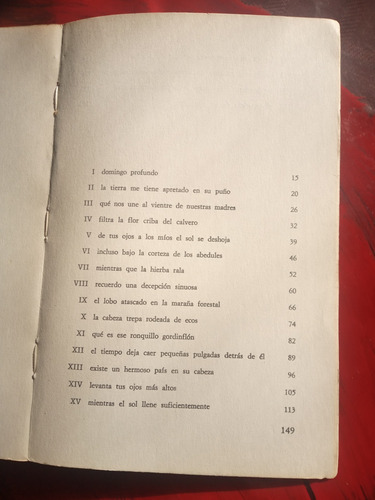 I domingo profundo 15
II la tierra me tiene apretado en su puño 20
III qué nos une al vientre de nuestras madres 26
IV filtra la flor criba del calvero 32
V de tus ojos a los míos el sol se deshoja 39
VI incluso bajo la corteza de los abedules 46
VII mientras que la hierba rala 52
VIII recuerdo una decepción sinuosa 60
IX el lobo atascado en la maraña forestal 66
X la cabeza trepa rodeada de ecos 74
XI qué es ese ronquillo gordinflón 82
XII el tiempo deja caer pequeñas pulgadas detrás de él 89
XIII existe un hermoso país en su cabeza 96
XIV levanta tus ojos más altos 105
XV mientras el sol llene suficientemente 113
149